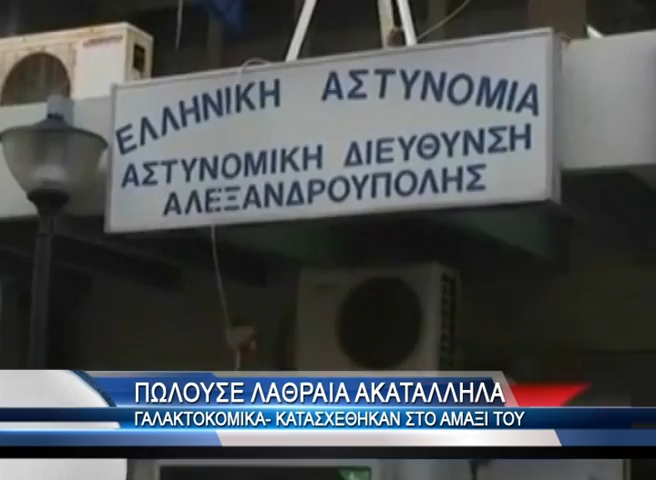 ΕΛΛΗΝΙΚΗ ΑΣΤΥΝΟΜΙΑ
ΑΣΤΥΝΟΜΙΚΗ ΔΙΕΥΘΥΝΣΗ
ΑΛΕΞΑΝΔΡΟΥΠΟΛΗΣ
ΠΩΛΟΥΣΕ ΛΑΘΡΑΙΑ ΑΚΑΤΑΛΛΗΛΑ
ΓΑΛΑΚΤΟΚΟΜΙΚΑ- ΚΑΤΑΣΧΕΘΗΚΑΝ ΣΤΟ ΑΜΑΞΙ ΤΟΥ